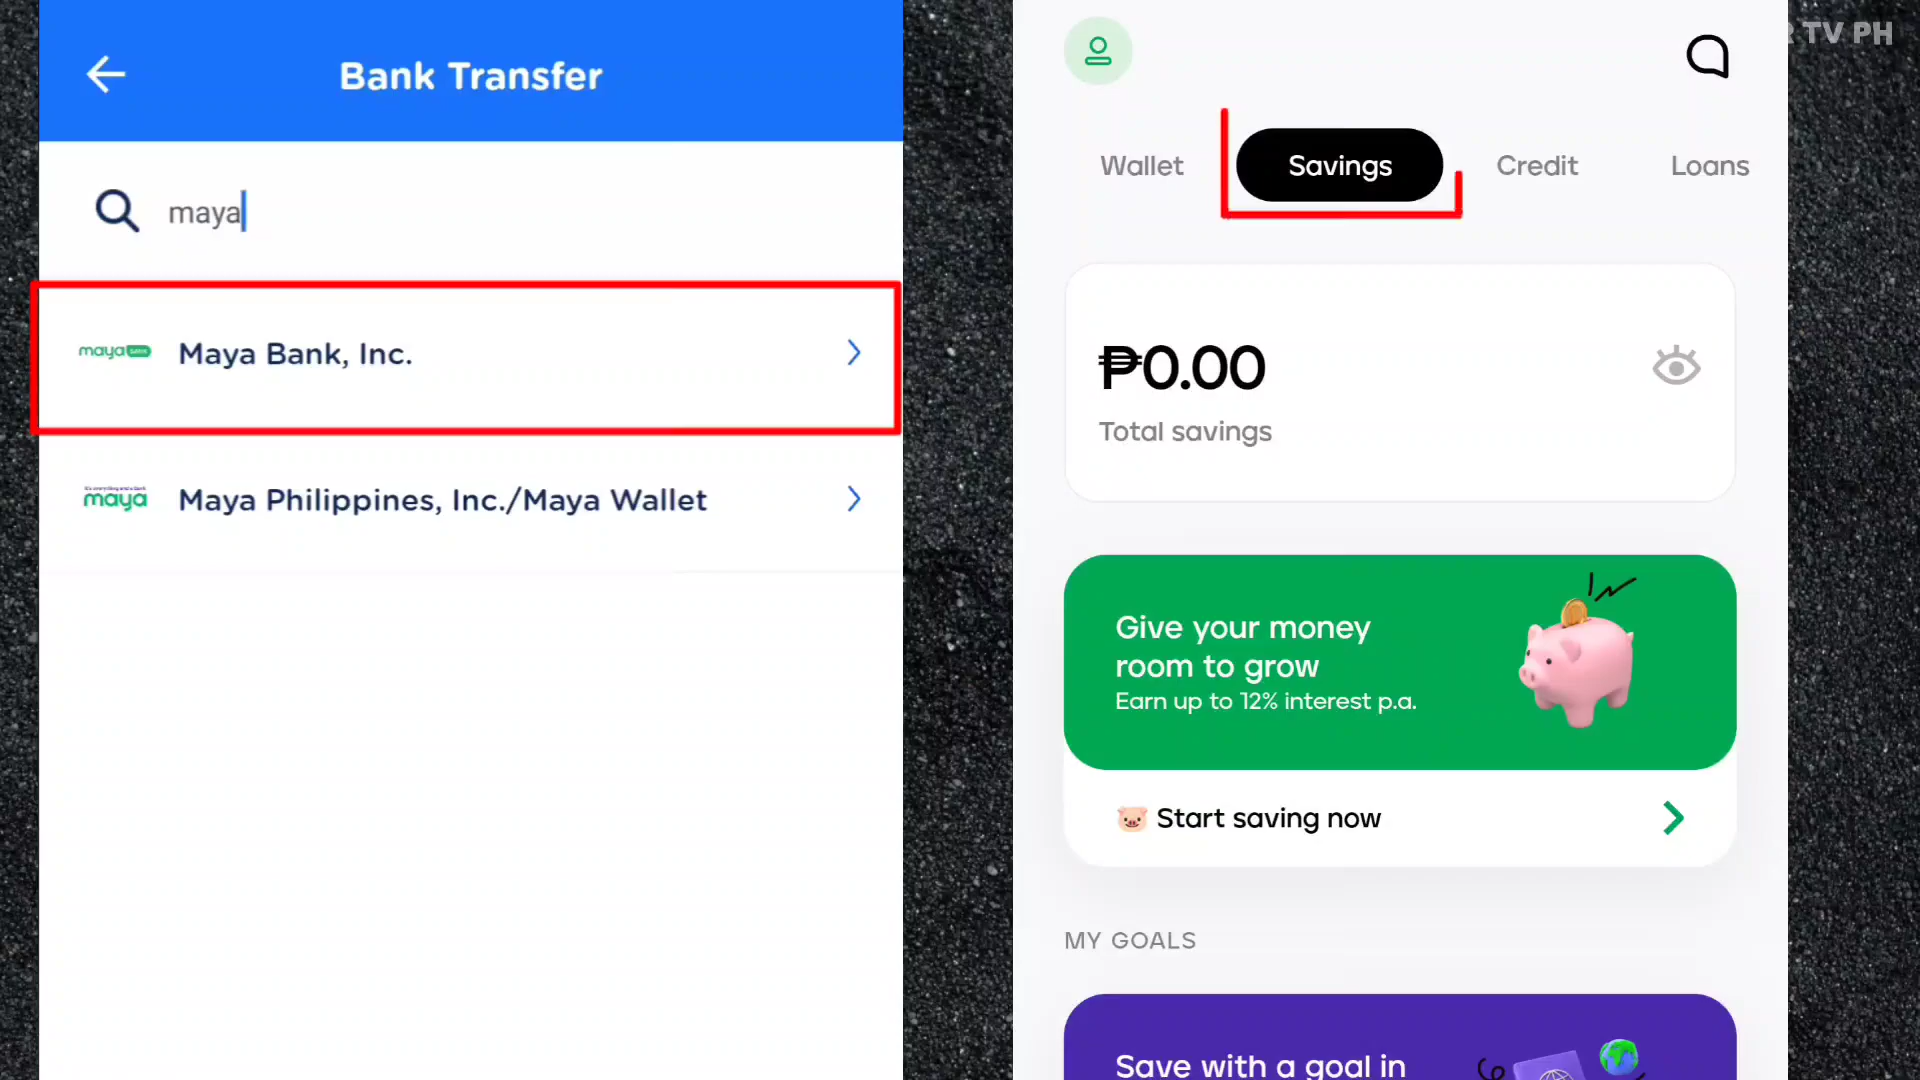 Bank Transfer
maya
maya BANK Maya Bank, Inc.
maya Maya Philippines, Inc./Maya Wallet
TV PH
Wallet Savings Credit Loans
₱0.00
Total savings
Give your money
room to grow
Earn up to 12% interest p.a.
Start saving now
MY GOALS
Save with a goal in